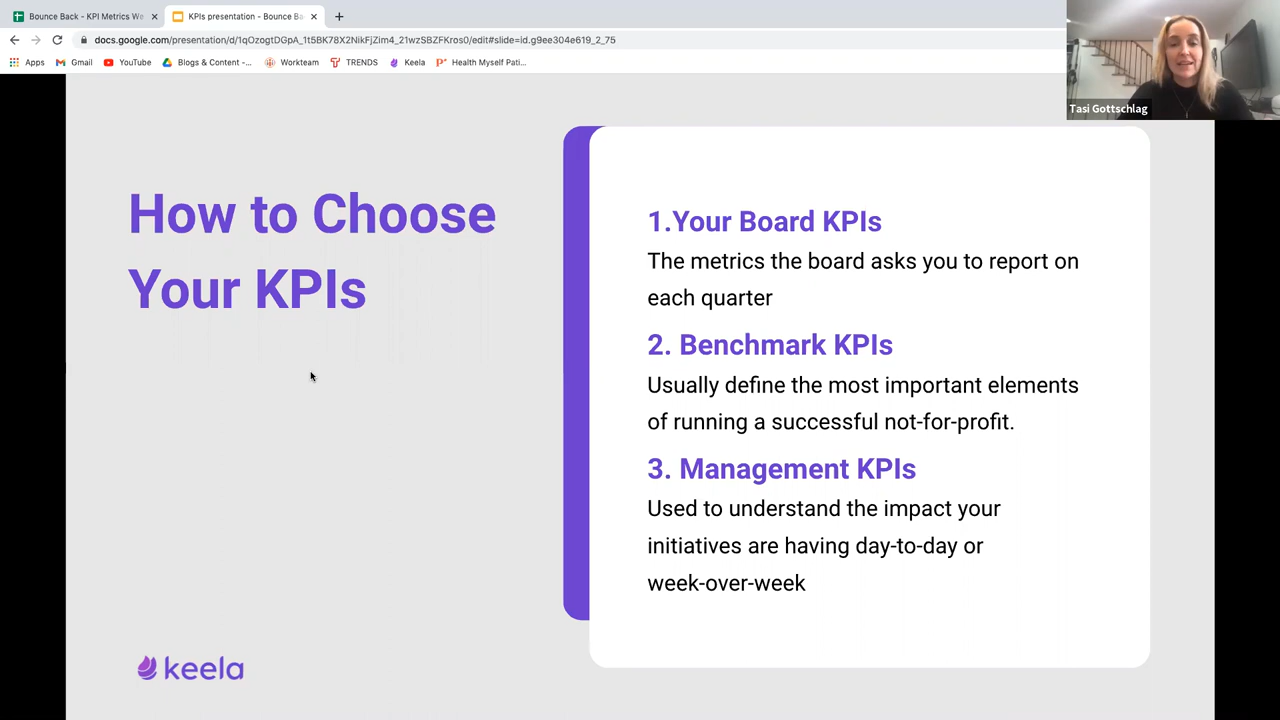 Bounce Back - KPI Metrics We
KPIs presentation - Bounce Ba
docs.google.com/presentation/d/1qOzogtDGpA_1t5BK78X2NikFjZim4_21wzSBZFKros0/edit#slide=id.g9ee304e619_2_75
Apps Gmail YouTube Blogs & Content -... Workteam TRENDS Keela Health Myself Pati...
Tasi Gottschlag
How to Choose
Your KPIs
1.Your Board KPIs
The metrics the board asks you to report on
each quarter
2. Benchmark KPIs
Usually define the most important elements
of running a successful not-for-profit.
3. Management KPIs
Used to understand the impact your
initiatives are having day-to-day or
week-over-week
keela